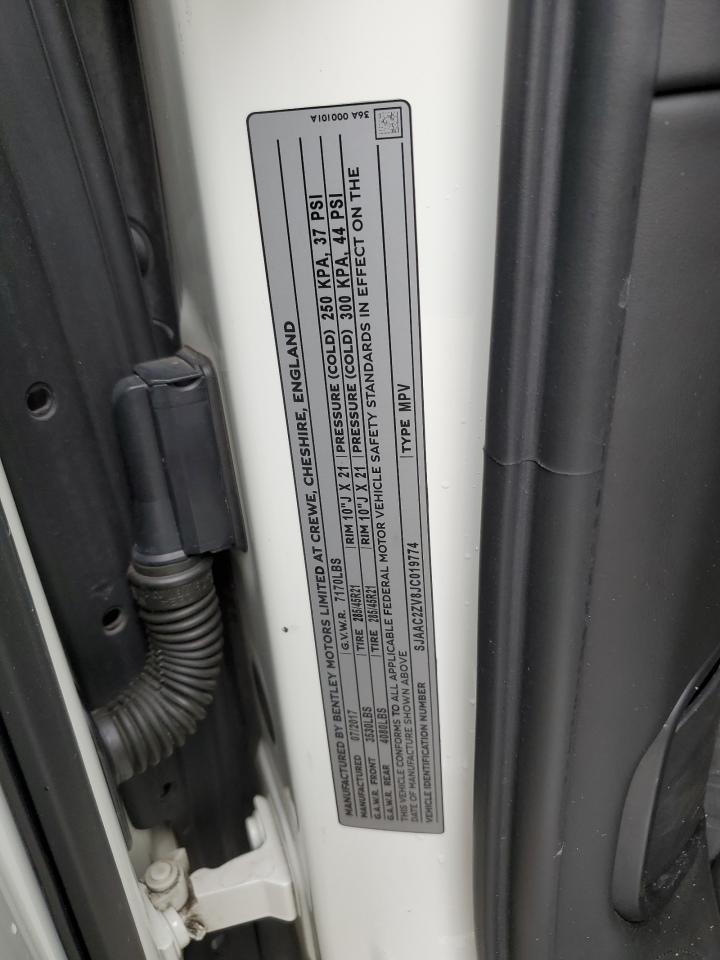 36A 000101A
MANUFACTURED BY BENTLEY MOTORS LIMITED AT CREWE, CHESHIRE, ENGLAND
MANUFACTURED 07/2017 G.V.W.R. 7170LBS
G.A.W.R. FRONT 3530LBS TIRE 285/45R21 RIM 10"J X 21 PRESSURE (COLD) 250 KPA, 37 PSI
G.A.W.R. REAR 4080LBS TIRE 285/45R21 RIM 10"J X 21 PRESSURE (COLD) 300 KPA, 44 PSI
THIS VEHICLE CONFORMS TO ALL APPLICABLE FEDERAL MOTOR VEHICLE SAFETY STANDARDS IN EFFECT ON THE
DATE OF MANUFACTURE SHOWN ABOVE
VEHICLE IDENTIFICATION NUMBER SJAAC2ZV8JC019774 TYPE MPV